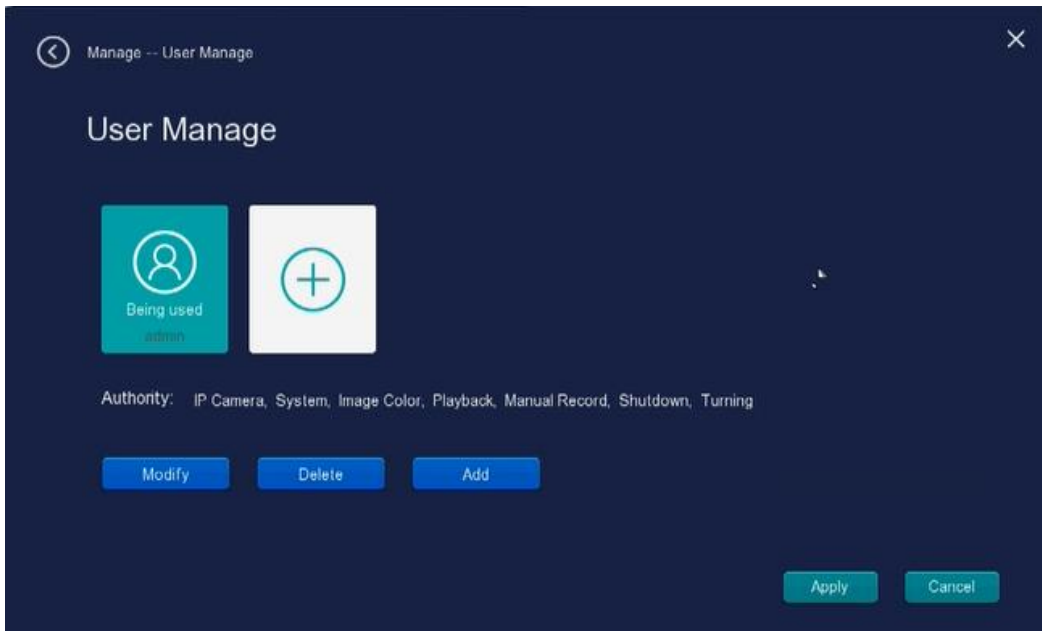 Manage -- User Manage
User Manage
Being used
admin
Authority: IP Camera, System, Image Color, Playback, Manual Record, Shutdown, Turning
Modify Delete Add
Apply Cancel